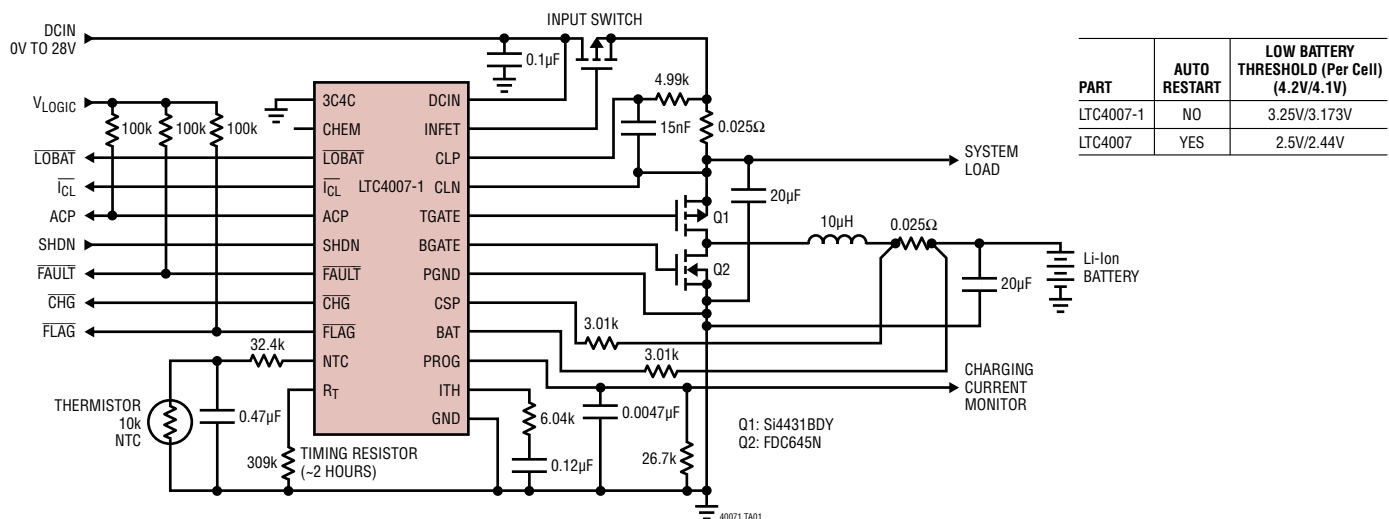 DCIN
0V TO 28V
INPUT SWITCH
0.1µF
VLOGIC
100k
100k
100k
LOBAT
ICL
ACP
SHDN
FAULT
CHG
FLAG
3C4C
CHEM
LOBAT
ICL
ACP
SHDN
FAULT
CHG
FLAG
NTC
RT
LTC4007-1
DCIN
INFET
CLP
CLN
TGATE
BGATE
PGND
CSP
BAT
PROG
ITH
GND
4.99k
15nF
0.025Ω
SYSTEM
LOAD
20µF
Q1
Q2
10µH
0.025Ω
20µF
Li-Ion
BATTERY
3.01k
3.01k
CHARGING
CURRENT
MONITOR
32.4k
THERMISTOR
10k
NTC
0.47µF
309k
TIMING RESISTOR
(~2 HOURS)
6.04k
0.12µF
0.0047µF
26.7k
Q1: Si4431BDY
Q2: FDC645N
40071 TA01
PART
AUTO
RESTART
LOW BATTERY
THRESHOLD (Per Cell)
(4.2V/4.1V)
LTC4007-1 NO 3.25V/3.173V
LTC4007 YES 2.5V/2.44V